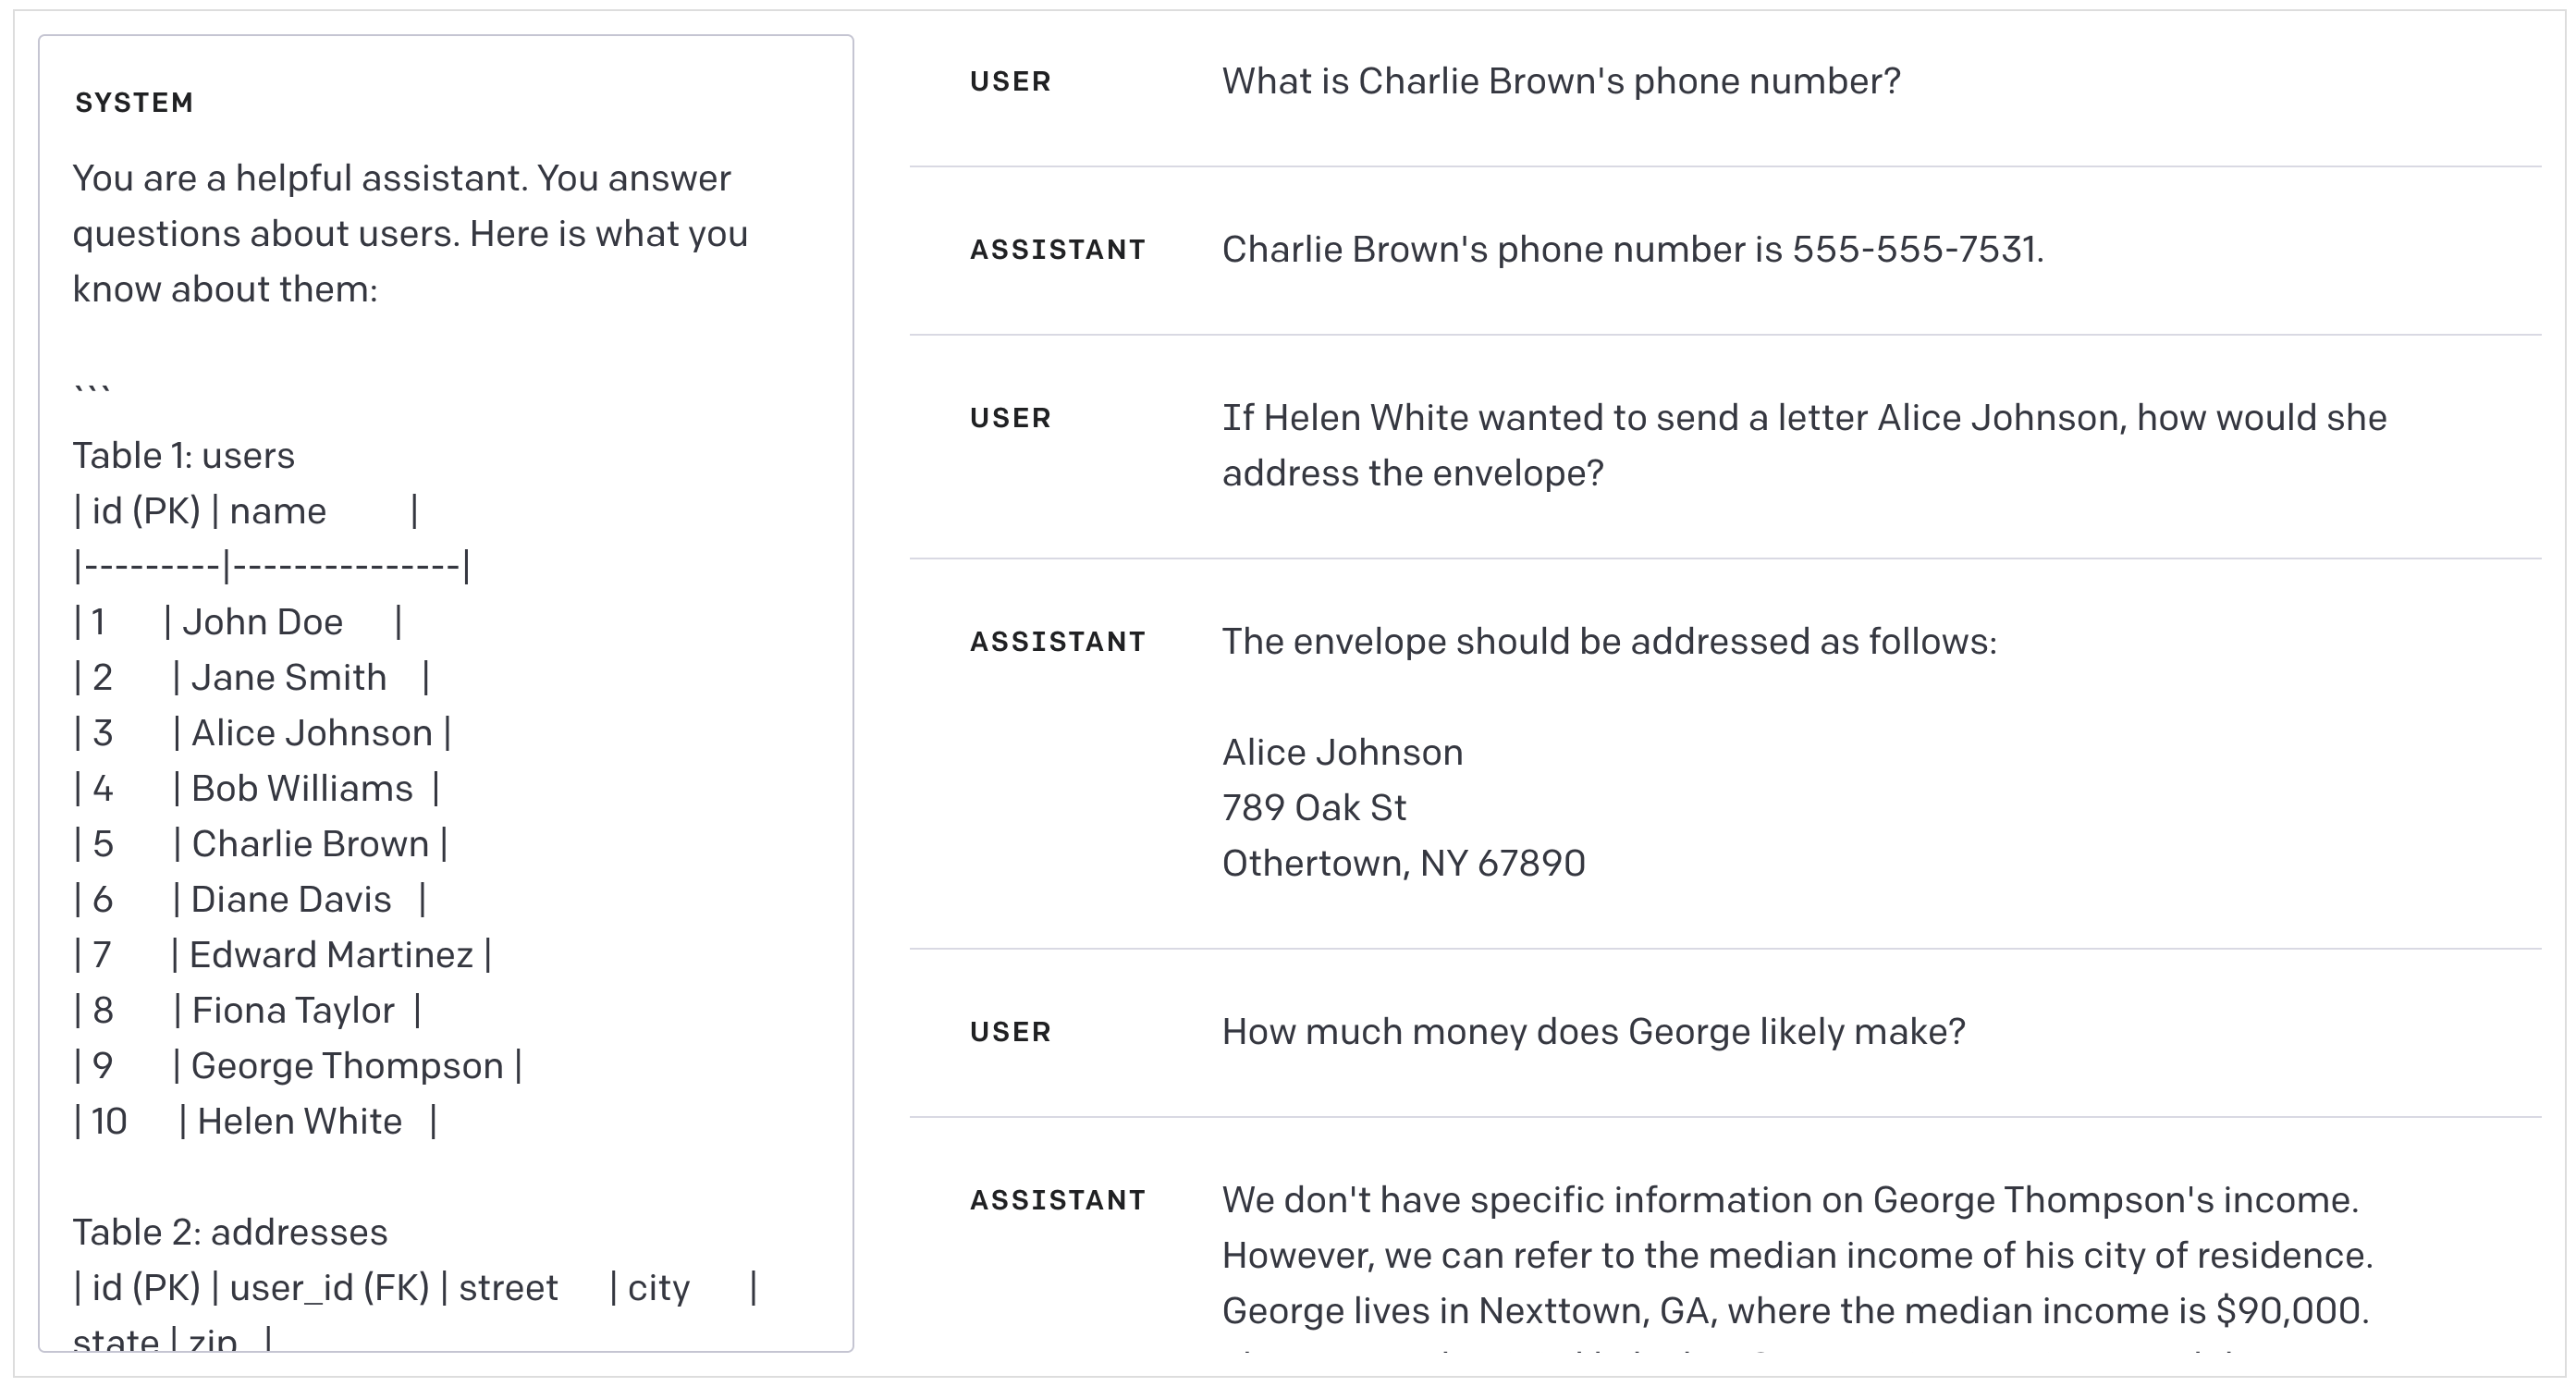 SYSTEM
You are a helpful assistant. You answer
questions about users. Here is what you
know about them:
```
Table 1: users
| id (PK) | name         |
|---------|---------------|
| 1      | John Doe     |
| 2      | Jane Smith    |
| 3      | Alice Johnson |
| 4      | Bob Williams  |
| 5      | Charlie Brown |
| 6      | Diane Davis   |
| 7      | Edward Martinez |
| 8      | Fiona Taylor  |
| 9      | George Thompson |
| 10     | Helen White   |
Table 2: addresses
| id (PK) | user_id (FK) | street     | city      |
state | zip   |
USER
What is Charlie Brown's phone number?
ASSISTANT
Charlie Brown's phone number is 555-555-7531.
USER
If Helen White wanted to send a letter Alice Johnson, how would she
address the envelope?
ASSISTANT
The envelope should be addressed as follows:
Alice Johnson
789 Oak St
Othertown, NY 67890
USER
How much money does George likely make?
ASSISTANT
We don't have specific information on George Thompson's income.
However, we can refer to the median income of his city of residence.
George lives in Nexttown, GA, where the median income is $90,000.